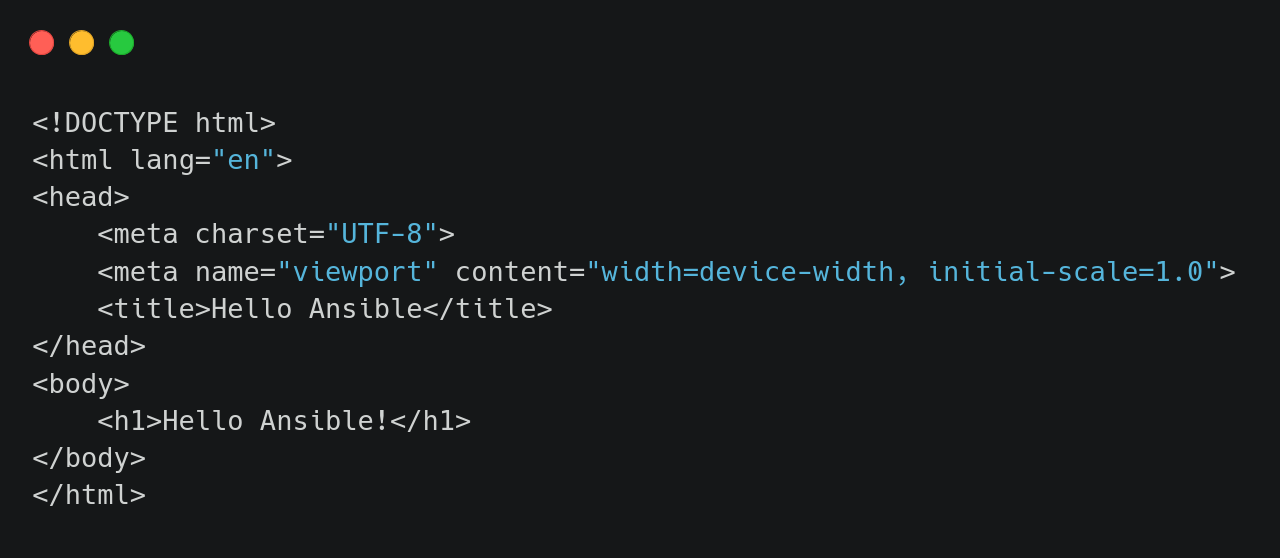 <!DOCTYPE html>
<html lang="en">
<head>
    <meta charset="UTF-8">
    <meta name="viewport" content="width=device-width, initial-scale=1.0">
    <title>Hello Ansible</title>
</head>
<body>
    <h1>Hello Ansible!</h1>
</body>
</html>